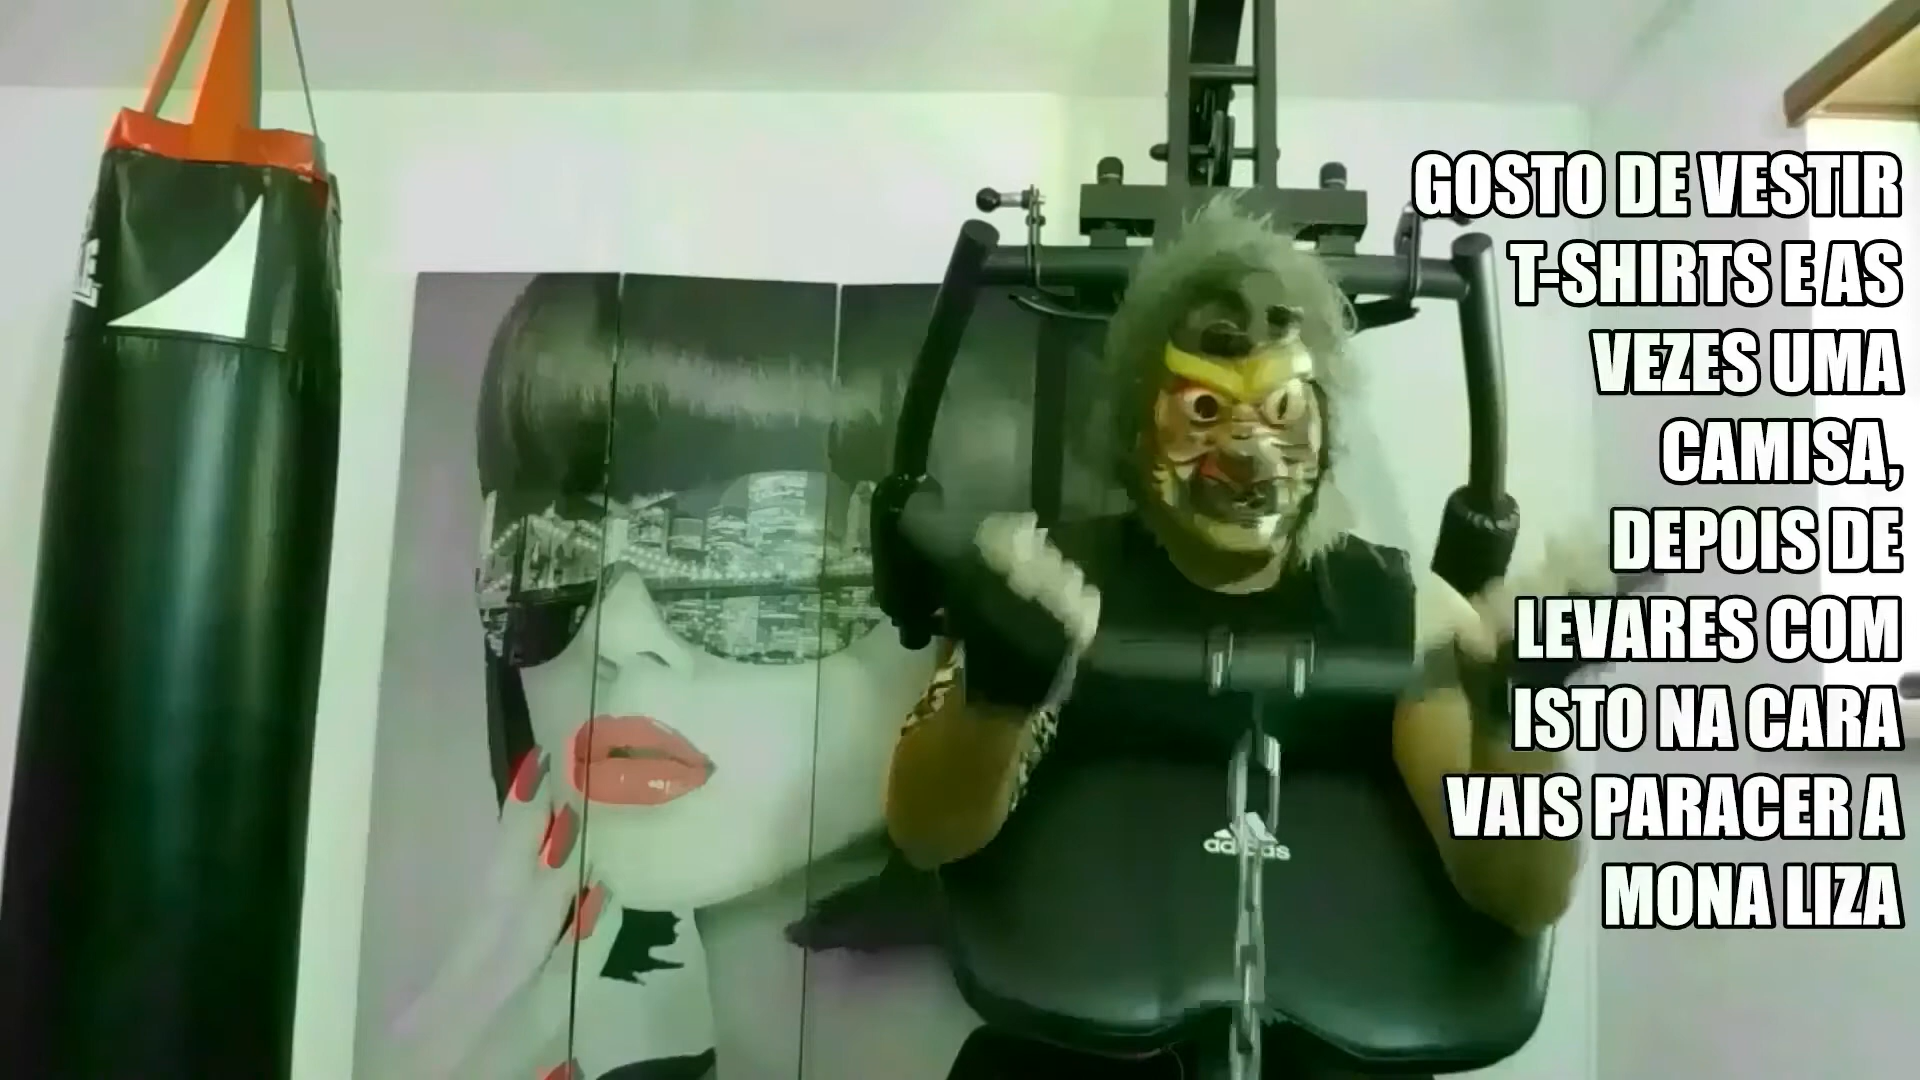 GOSTO DE VESTIR
T-SHIRTS E AS
VEZES UMA
CAMISA,
DEPOIS DE
LEVARES COM
ISTO NA CARA
VAIS PARACER A
MONA LIZA
adidas